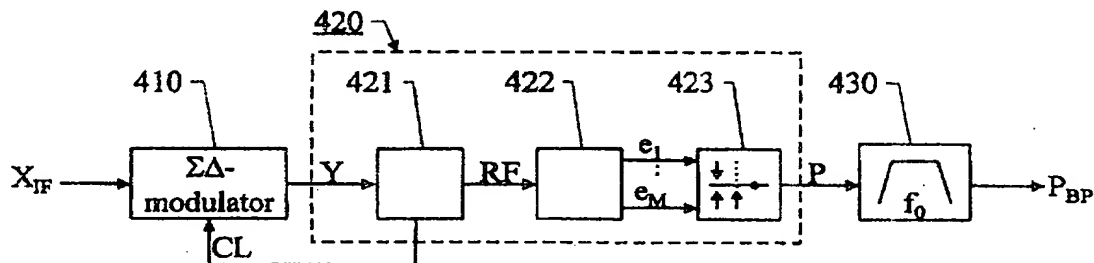 420
410
421
422
423
430
X_IF
ΣΔ-
modulator
Y
RF
e_1
⋮
e_M
P
f_0
P_BP
CL